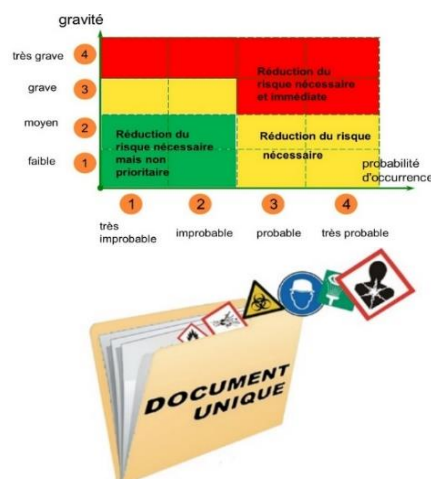 gravité
très grave 4
grave 3
moyen 2
faible 1
Réduction du
risque nécessaire
et immédiate
Réduction du
risque nécessaire
mais non
prioritaire
Réduction du risque
nécessaire
probabilité
d'occurrence
1 2 3 4
très
improbable
improbable
probable
très probable
DOCUMENT
UNIQUE